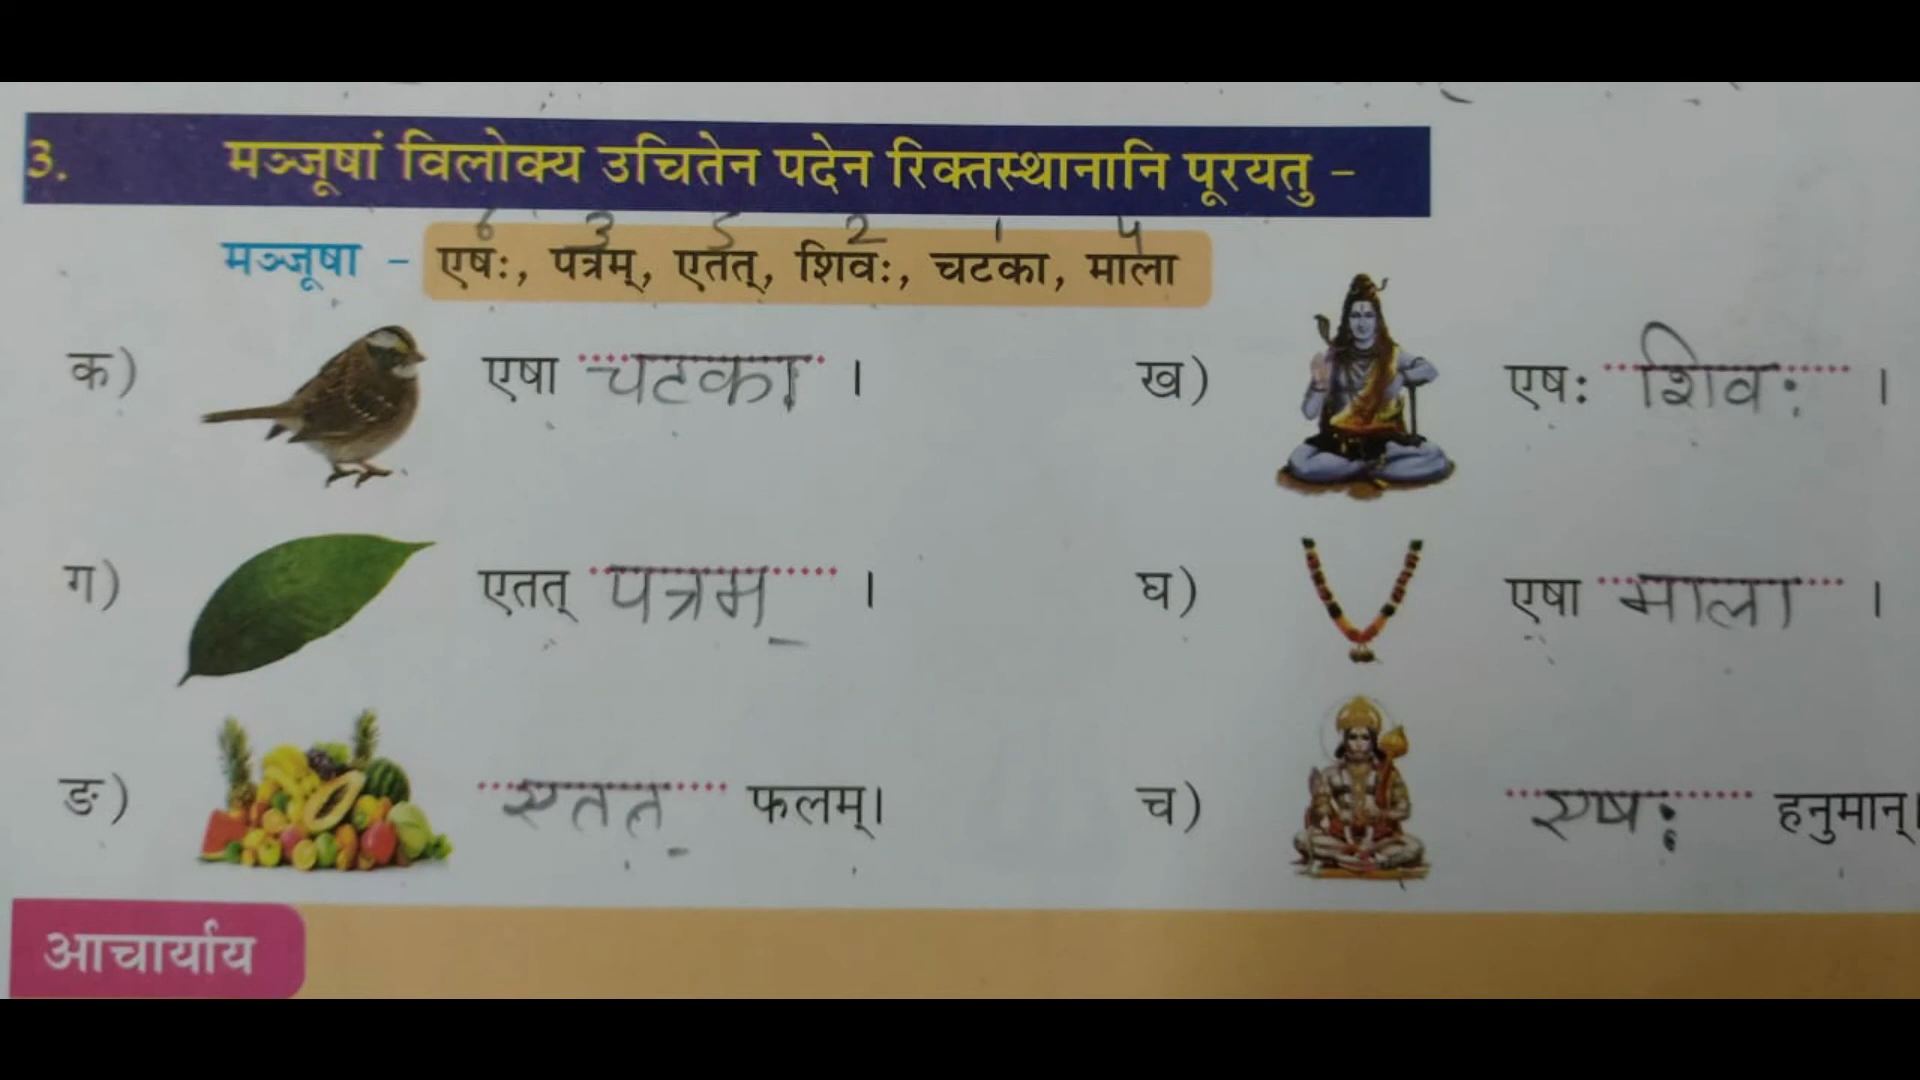 3. मञ्जूषां विलोक्य उचितेन पदेन रिक्तस्थानानि पूरयतु -
6 3 5 2 1 4
मञ्जूषा - एषः, पत्रम्, एतत्, शिवः, चटका, माला
क) एषा चटका ।
ख) एषः शिवः ।
ग) एतत् पत्रम् ।
घ) एषा माला ।
ङ) एतत् फलम्।
च) एषः हनुमान्।
आचार्याय